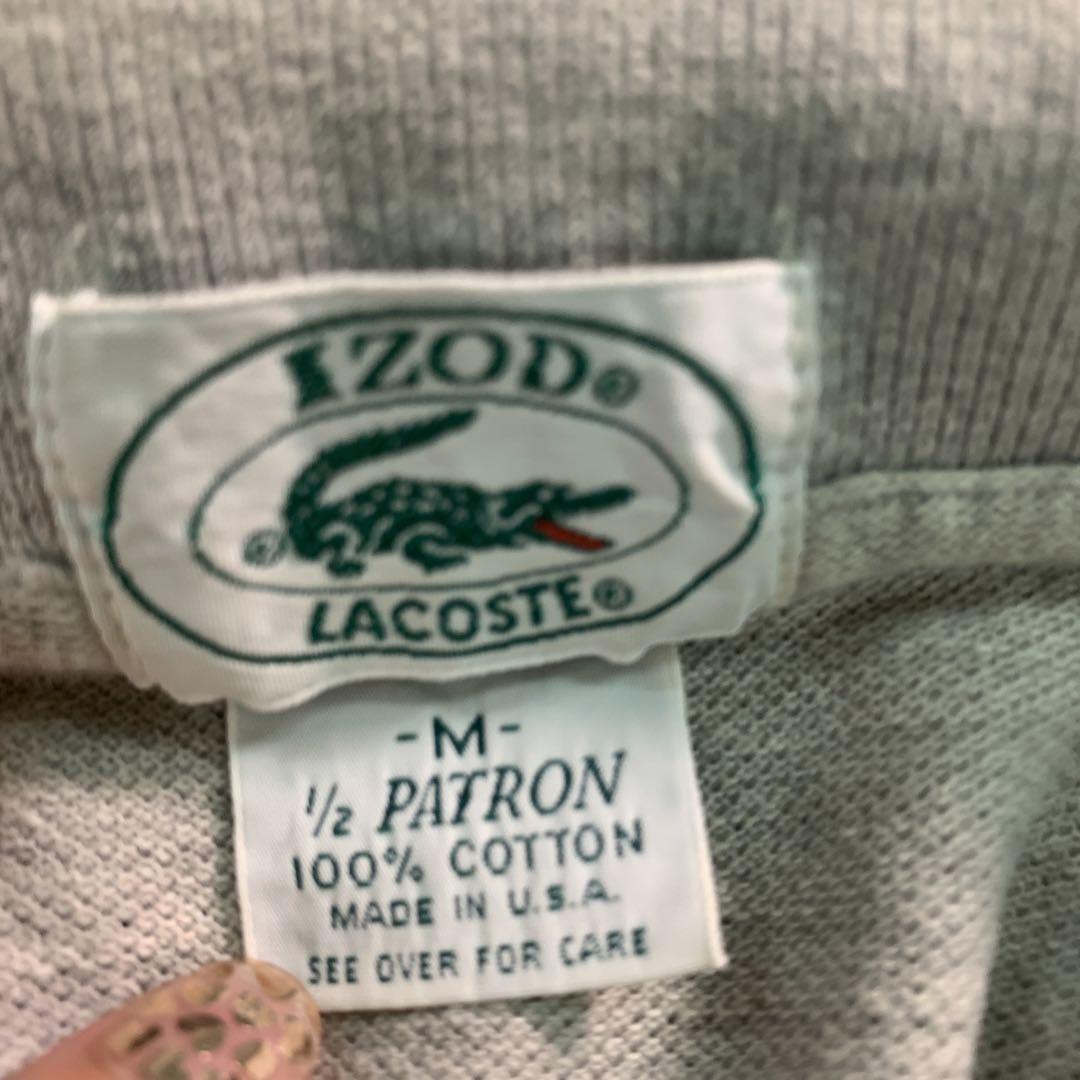 IZOD®
®
LACOSTE®
-M-
1/2 PATRON
100% COTTON
MADE IN U.S.A.
SEE OVER FOR CARE